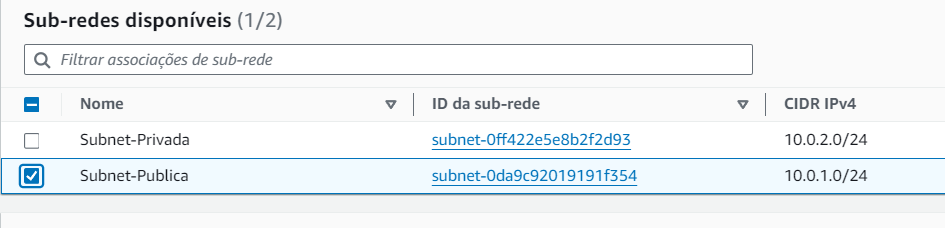 Sub-redes disponíveis (1/2)
Filtrar associações de sub-rede
Nome ID da sub-rede CIDR IPv4
Subnet-Privada subnet-0ff422e5e8b2f2d93 10.0.2.0/24
Subnet-Publica subnet-0da9c92019191f354 10.0.1.0/24